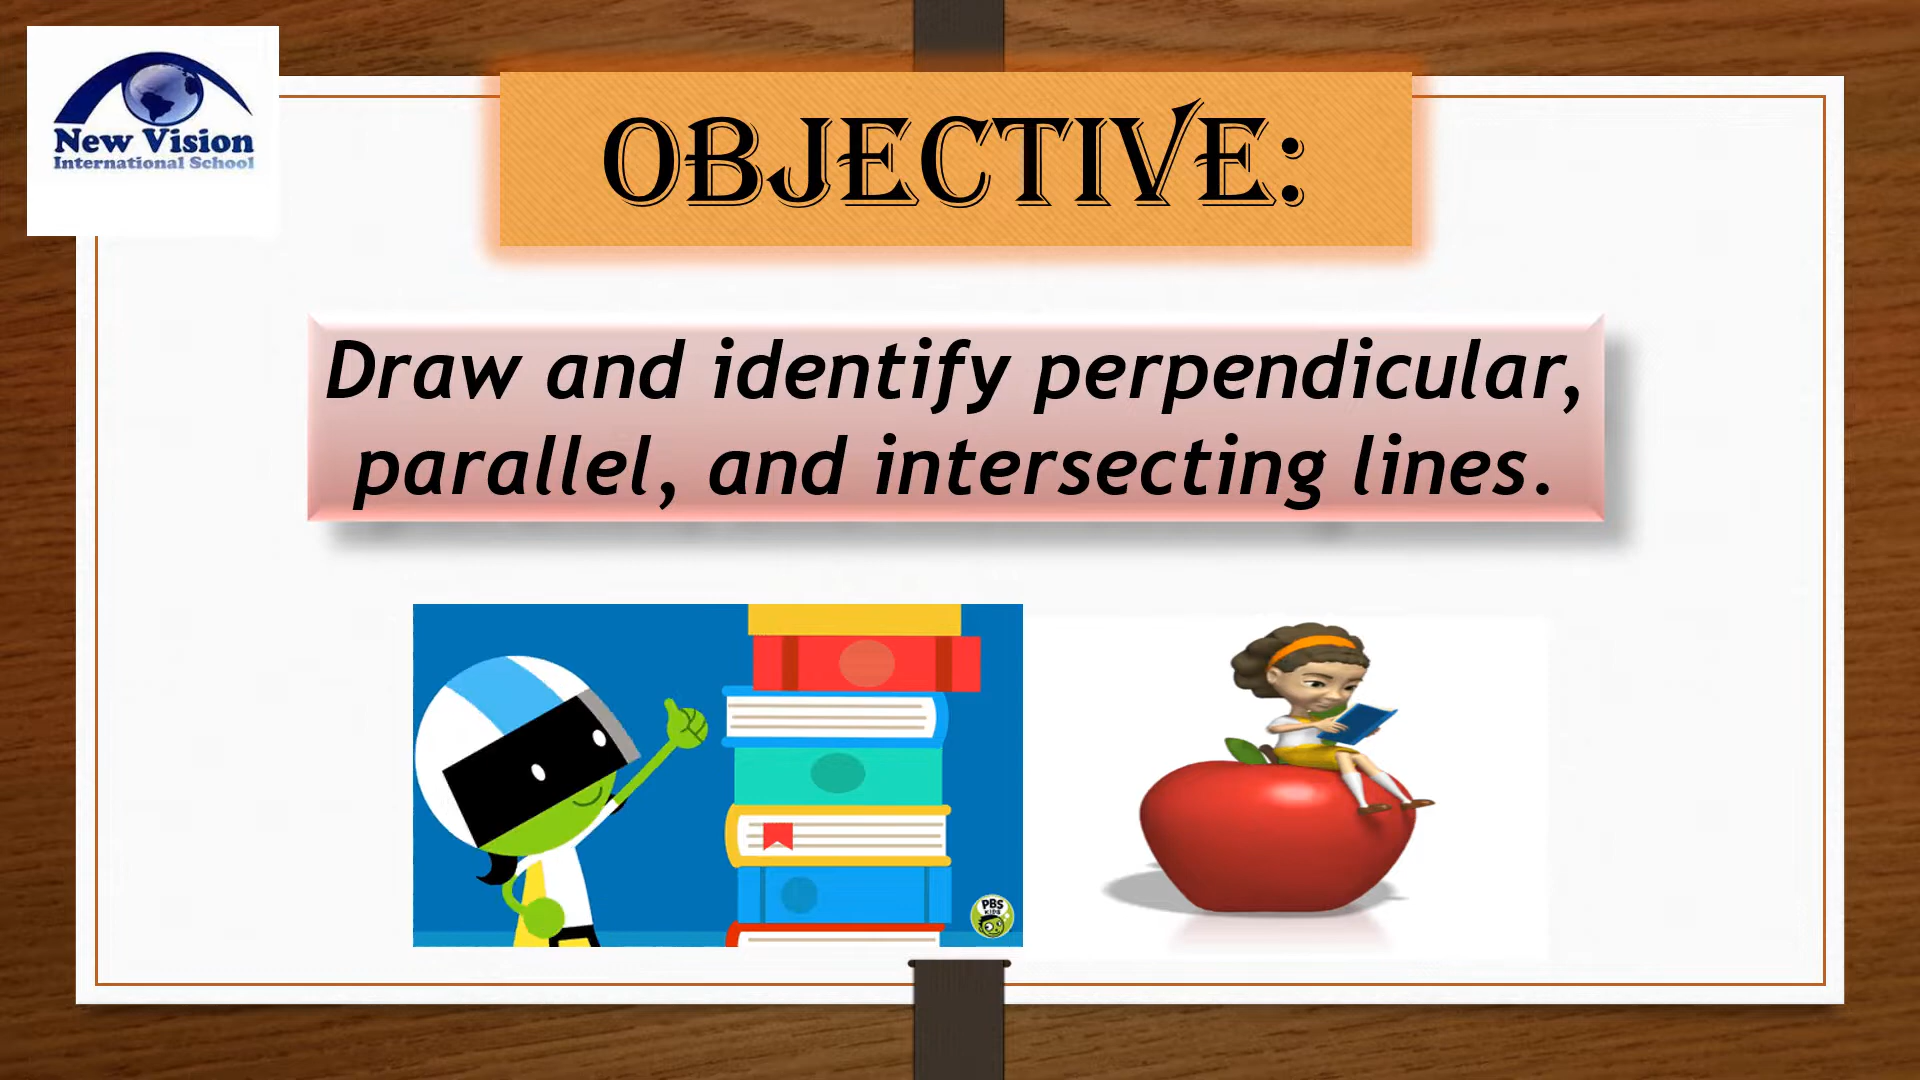 New Vision
International School
OBJECTIVE:
Draw and identify perpendicular,
parallel, and intersecting lines.
PBS
KIDS